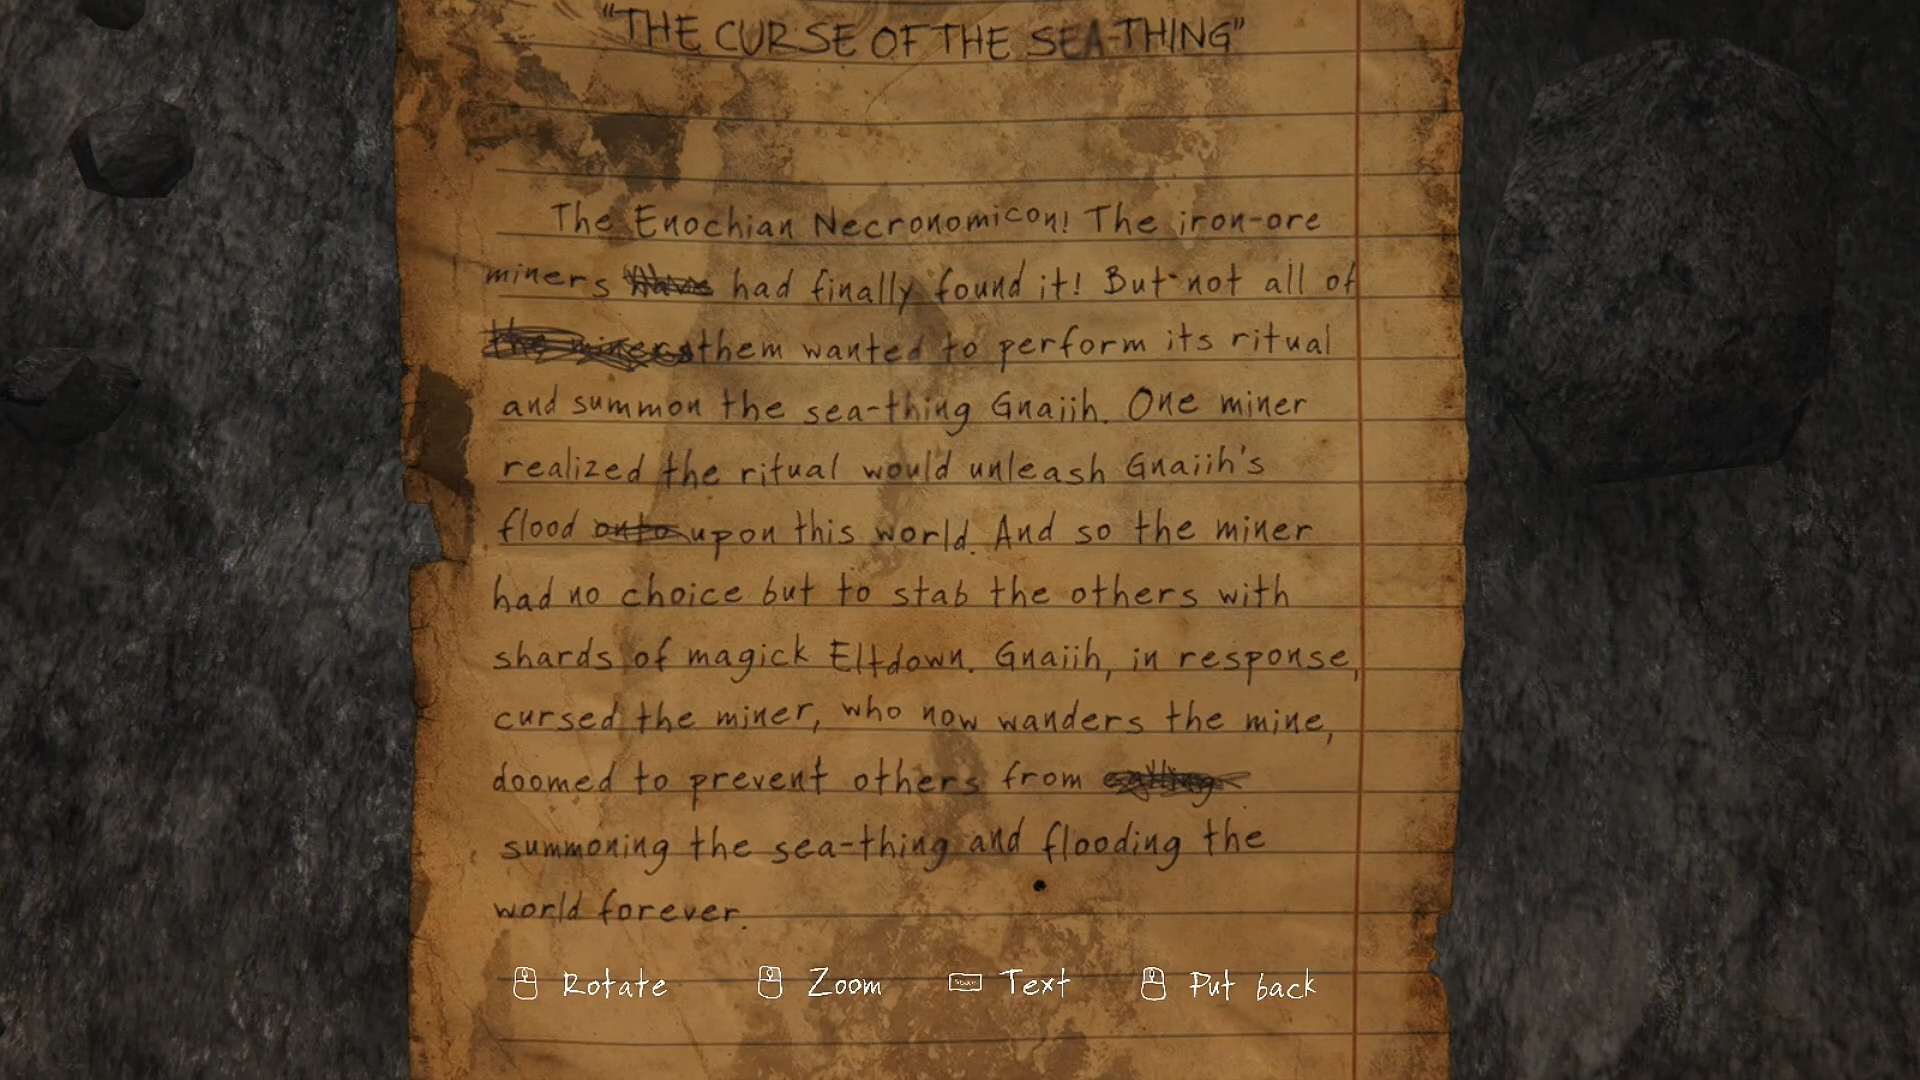 "THE CURSE OF THE SEA-THING"
The Enochian Necronomicon! The iron-ore
miners had finally found it! But not all of
the miners them wanted to perform its ritual
and summon the sea-thing Gnaiih. One miner
realized the ritual would unleash Gnaiih's
flood onto upon this world. And so the miner
had no choice but to stab the others with
shards of magick Eltdown. Gnaiih, in response,
cursed the miner, who now wanders the mine,
doomed to prevent others from
summoning the sea-thing and flooding the
world forever.
Rotate Zoom Text Put back